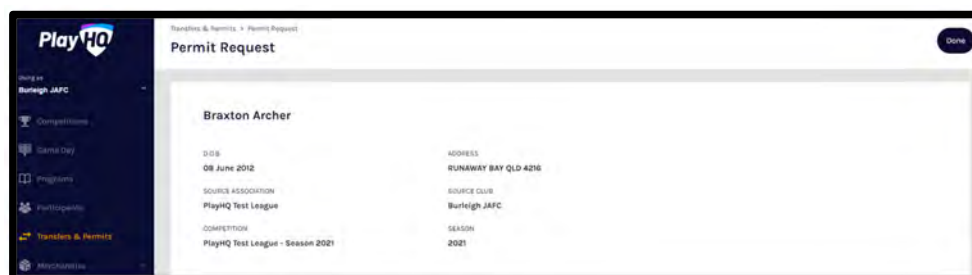 PlayHQ
Using as
Burleigh JAFC
Competitions
Game Day
Programs
Participants
Transfers & Permits
Merchandise
Transfers & Permits > Permit Request
Permit Request
Done
Braxton Archer
D.O.B
ADDRESS
08 June 2012
RUNAWAY BAY QLD 4216
SOURCE ASSOCIATION
SOURCE CLUB
PlayHQ Test League
Burleigh JAFC
COMPETITION
SEASON
PlayHQ Test League - Season 2021
2021